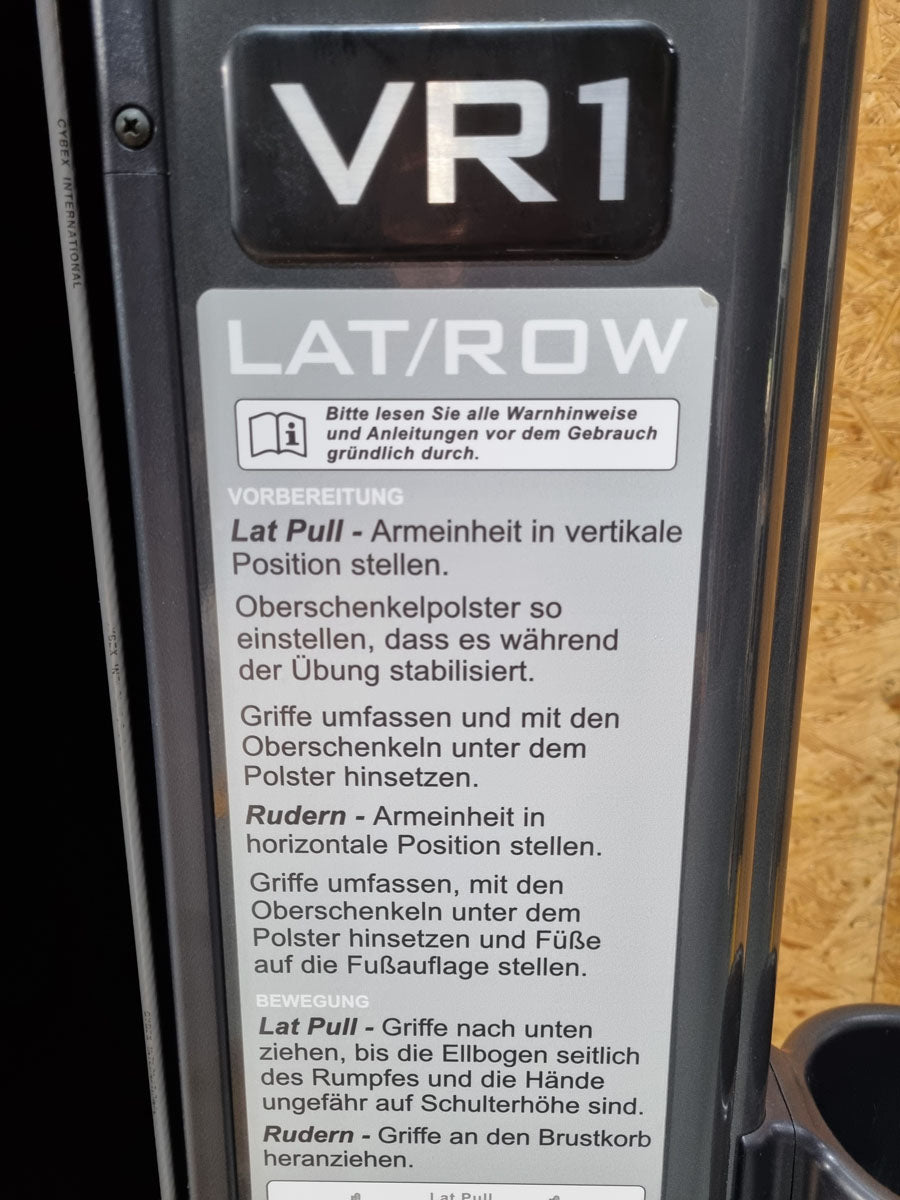 VR1
CYBEX INTERNATIONAL
LAT/ROW
Bitte lesen Sie alle Warnhinweise
und Anleitungen vor dem Gebrauch
gründlich durch.
VORBEREITUNG
Lat Pull - Armeinheit in vertikale
Position stellen.
Oberschenkelpolster so
einstellen, dass es während
der Übung stabilisiert.
Griffe umfassen und mit den
Oberschenkeln unter dem
Polster hinsetzen.
Rudern - Armeinheit in
horizontale Position stellen.
Griffe umfassen, mit den
Oberschenkeln unter dem
Polster hinsetzen und Füße
auf die Fußauflage stellen.
BEWEGUNG
Lat Pull - Griffe nach unten
ziehen, bis die Ellbogen seitlich
des Rumpfes und die Hände
ungefähr auf Schulterhöhe sind.
Rudern - Griffe an den Brustkorb
heranziehen.
Lat Pull